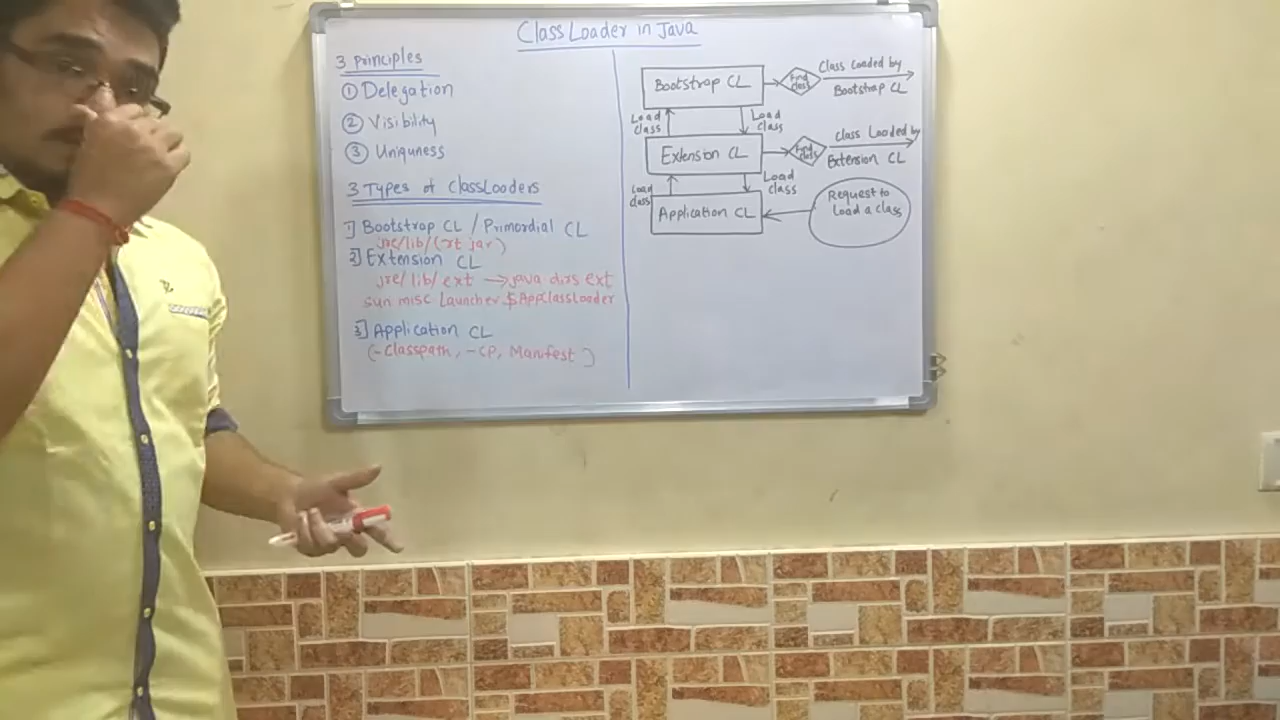 Class Loader in Java
3 Principles
① Delegation
② Visibility
③ Uniquness
3 Types of ClassLoaders
1] Bootstrap CL / Primordial CL
jre/lib/(rt jar)
2] Extension CL
jre/lib/ext → java dirs ext
sun misc Launcher $AppClassLoader
3] Application CL
(-Classpath, -CP, Manifest)
Bootstrap CL
Find class
Class Loaded by
Bootstrap CL
Load class
Load class
Extension CL
Find class
Class Loaded by
Extension CL
Load class
Load class
Application CL
Request to
Load a class